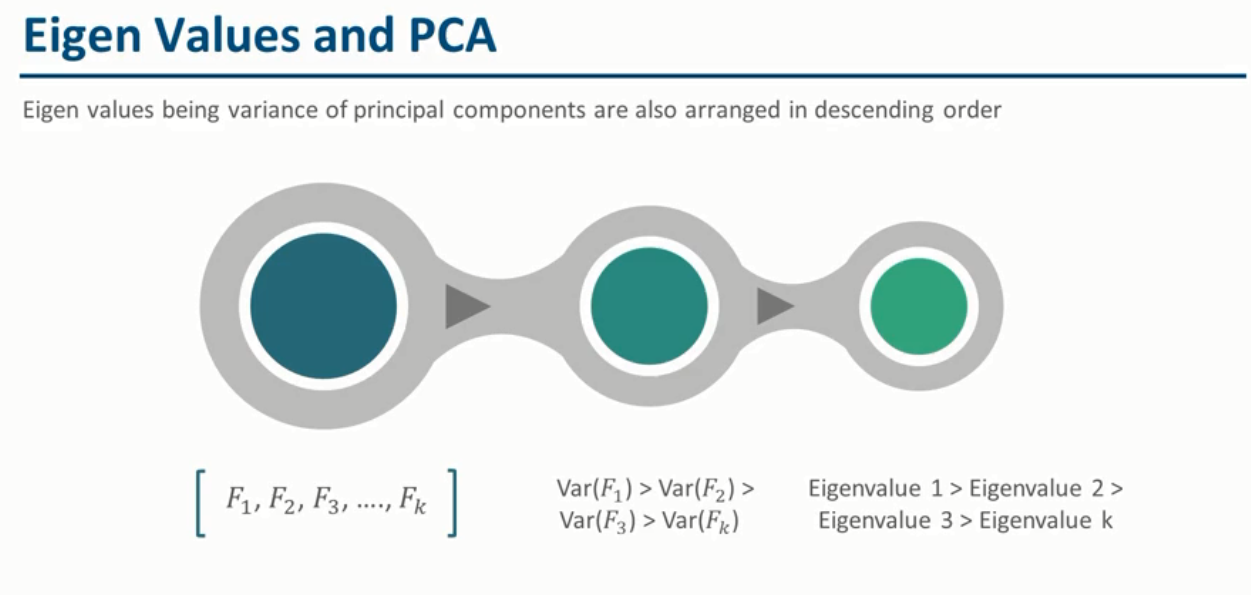 Eigen Values and PCA
Eigen values being variance of principal components are also arranged in descending order
[ F₁, F₂, F₃, ...., Fₖ ]
Var(F₁) > Var(F₂) >
Var(F₃) > Var(Fₖ)
Eigenvalue 1 > Eigenvalue 2 >
Eigenvalue 3 > Eigenvalue k